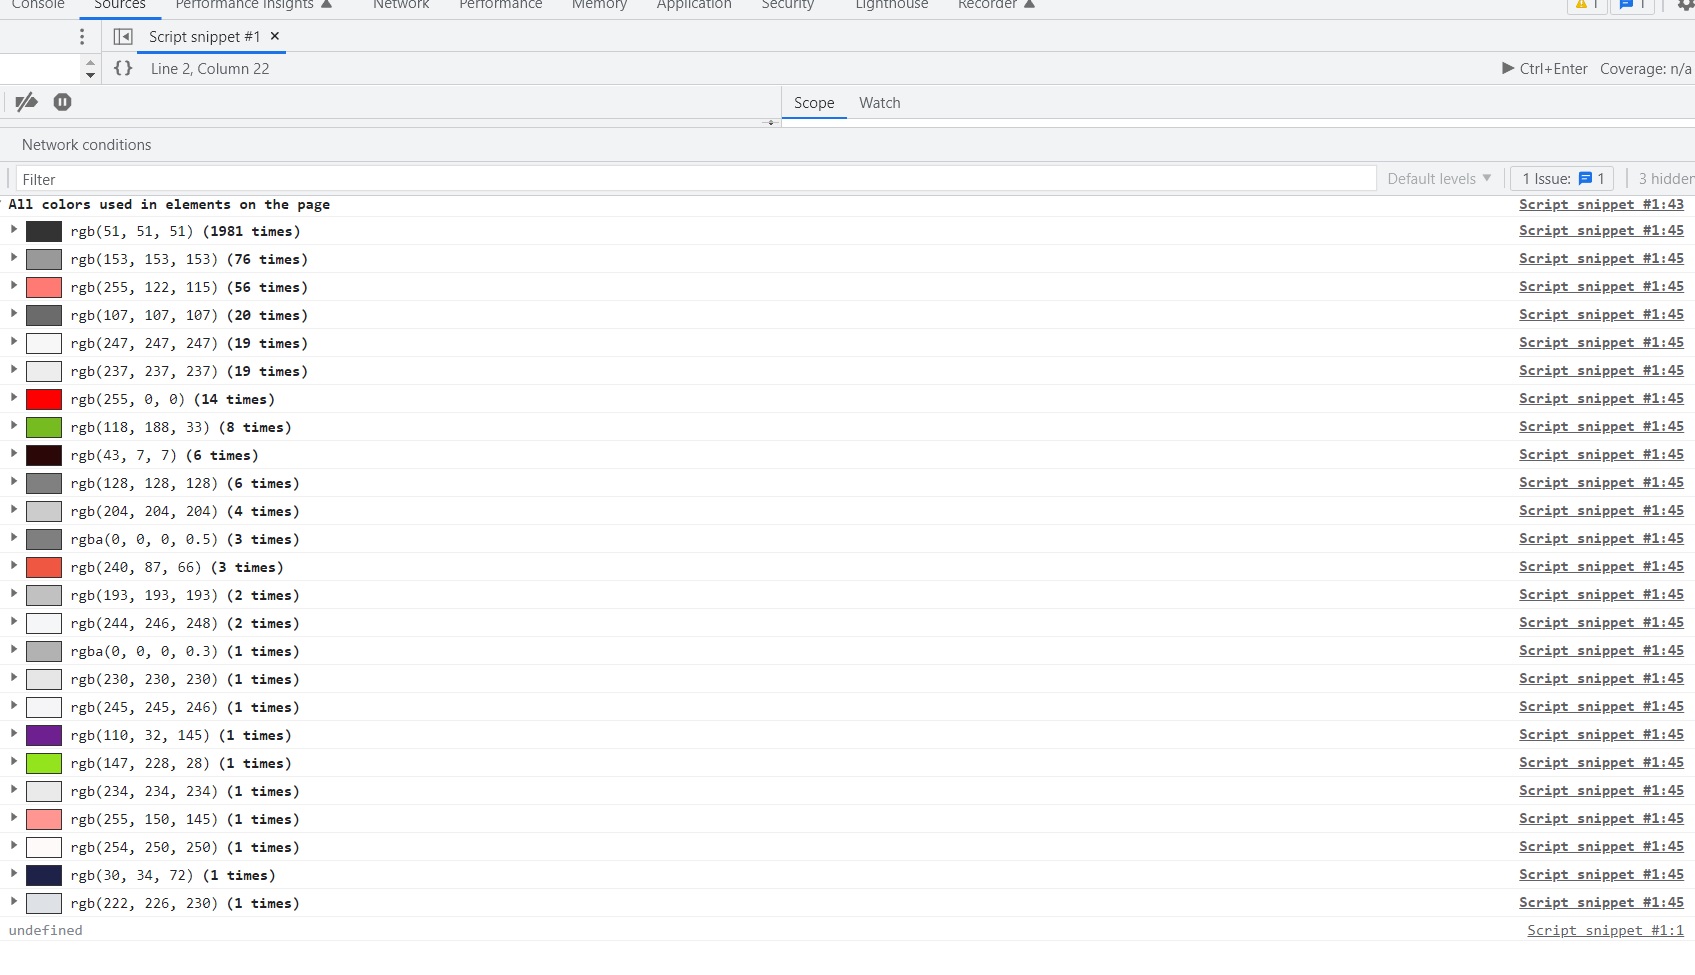 Console Sources Performance insights Network Performance Memory Application Security Lighthouse Recorder 1 1
Script snippet #1 ×
{} Line 2, Column 22 Ctrl+Enter Coverage: n/a
Scope Watch
Network conditions
Filter Default levels 1 Issue: 1 3 hidden
All colors used in elements on the page Script snippet #1:43
rgb(51, 51, 51) (1981 times) Script snippet #1:45
rgb(153, 153, 153) (76 times) Script snippet #1:45
rgb(255, 122, 115) (56 times) Script snippet #1:45
rgb(107, 107, 107) (20 times) Script snippet #1:45
rgb(247, 247, 247) (19 times) Script snippet #1:45
rgb(237, 237, 237) (19 times) Script snippet #1:45
rgb(255, 0, 0) (14 times) Script snippet #1:45
rgb(118, 188, 33) (8 times) Script snippet #1:45
rgb(43, 7, 7) (6 times) Script snippet #1:45
rgb(128, 128, 128) (6 times) Script snippet #1:45
rgb(204, 204, 204) (4 times) Script snippet #1:45
rgba(0, 0, 0, 0.5) (3 times) Script snippet #1:45
rgb(240, 87, 66) (3 times) Script snippet #1:45
rgb(193, 193, 193) (2 times) Script snippet #1:45
rgb(244, 246, 248) (2 times) Script snippet #1:45
rgba(0, 0, 0, 0.3) (1 times) Script snippet #1:45
rgb(230, 230, 230) (1 times) Script snippet #1:45
rgb(245, 245, 246) (1 times) Script snippet #1:45
rgb(110, 32, 145) (1 times) Script snippet #1:45
rgb(147, 228, 28) (1 times) Script snippet #1:45
rgb(234, 234, 234) (1 times) Script snippet #1:45
rgb(255, 150, 145) (1 times) Script snippet #1:45
rgb(254, 250, 250) (1 times) Script snippet #1:45
rgb(30, 34, 72) (1 times) Script snippet #1:45
rgb(222, 226, 230) (1 times) Script snippet #1:45
undefined Script snippet #1:1